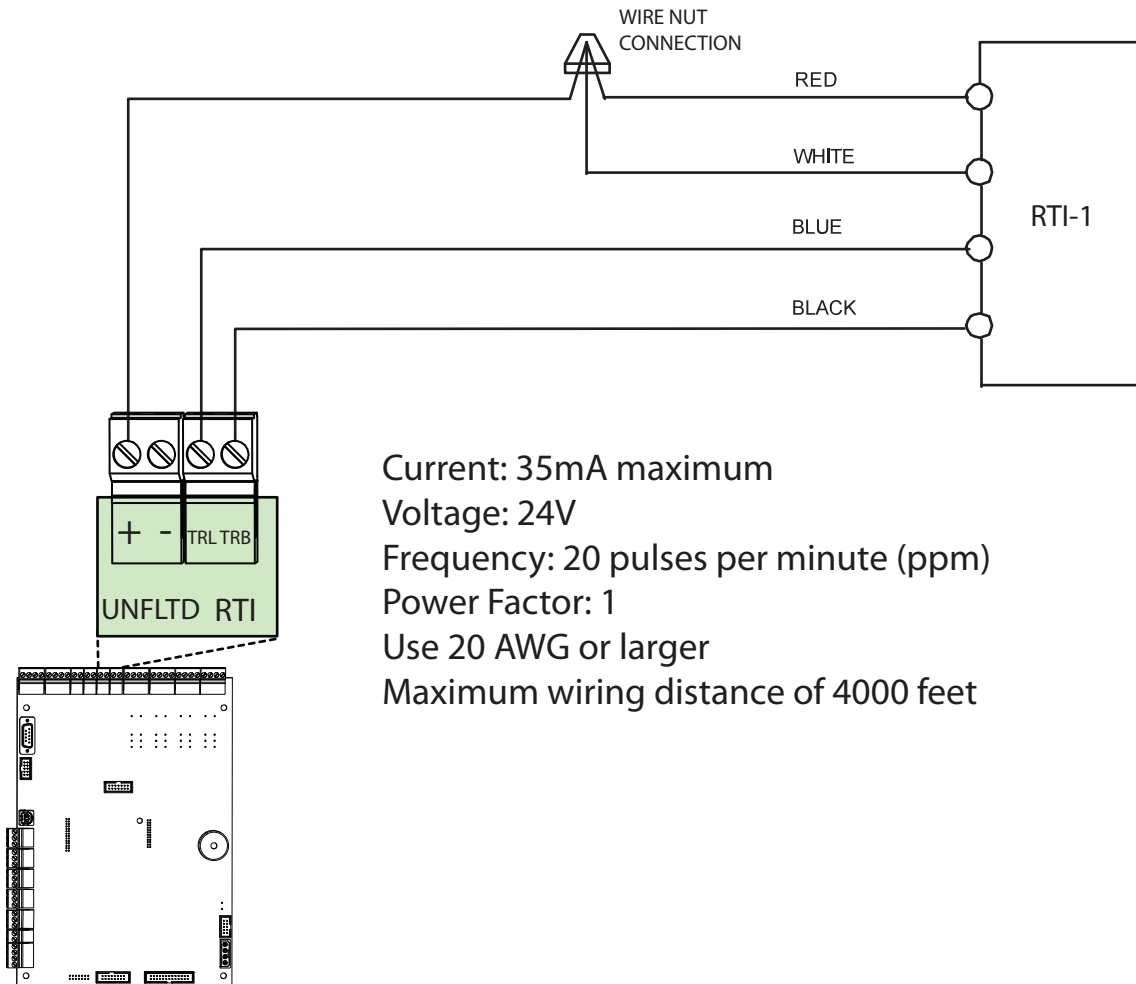 WIRE NUT
CONNECTION
RED
WHITE
RTI-1
BLUE
BLACK
Current: 35mA maximum
Voltage: 24V
Frequency: 20 pulses per minute (ppm)
Power Factor: 1
Use 20 AWG or larger
Maximum wiring distance of 4000 feet
+ - TRL TRB
UNFLTD RTI